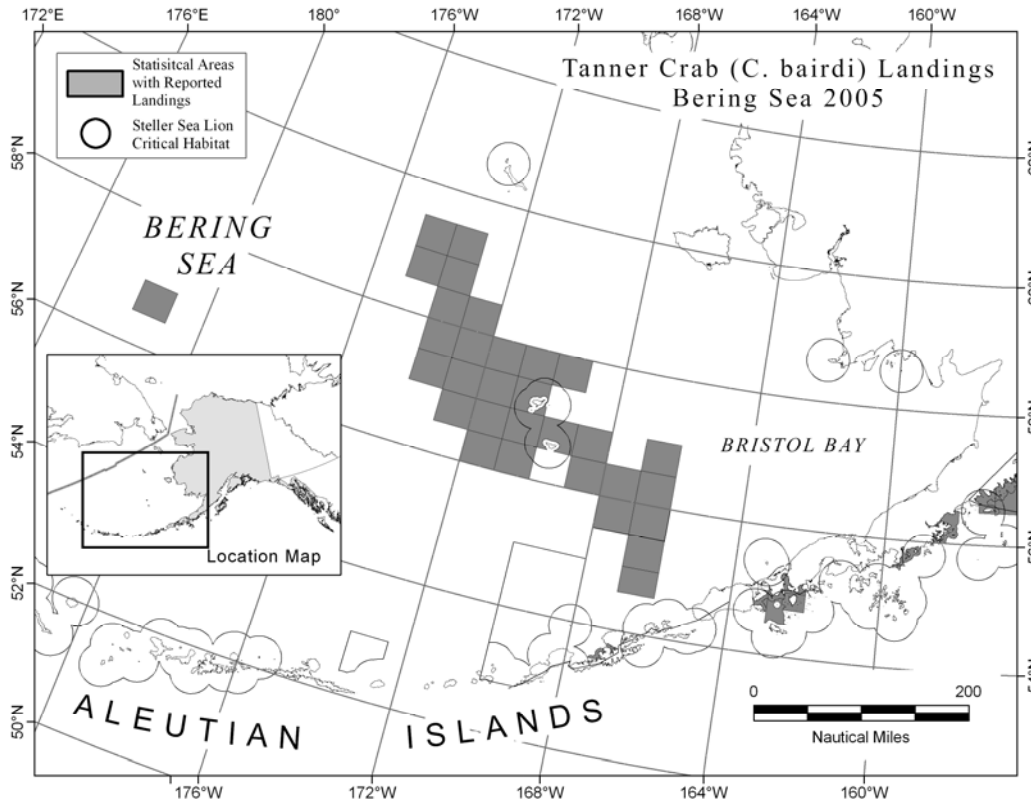 172°E
176°E
180°
176°W
172°W
168°W
164°W
160°W
Statisitcal Areas
with Reported
Landings
Steller Sea Lion
Critical Habitat
Tanner Crab (C. bairdi) Landings
Bering Sea 2005
58°N
56°N
54°N
52°N
50°N
BERING
SEA
BRISTOL BAY
Location Map
ALEUTIAN ISLANDS
0 200
Nautical Miles
54°N
176°W
172°W
168°W
164°W
160°W